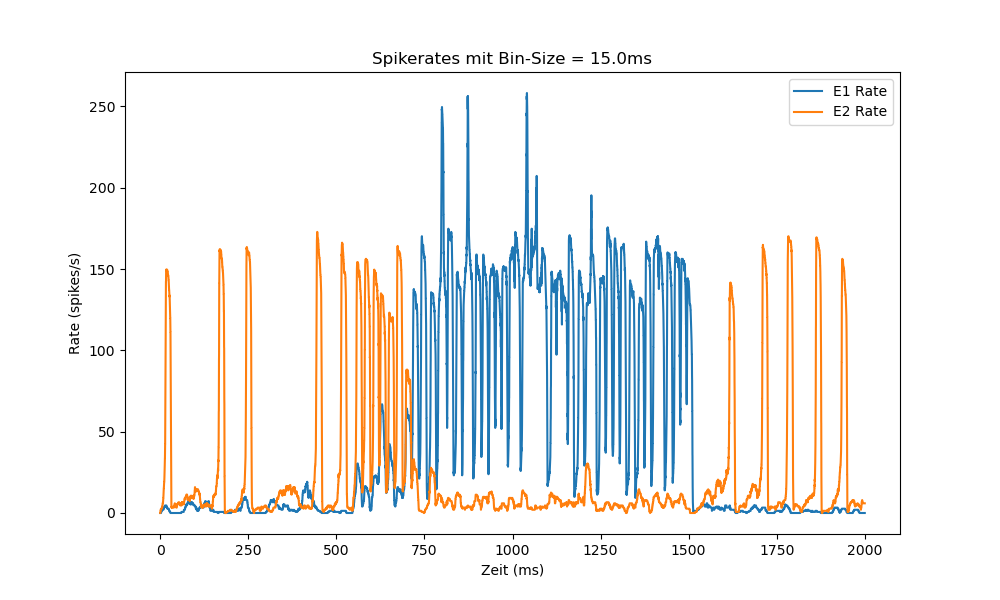 Spikerates mit Bin-Size = 15.0ms
E1 Rate
E2 Rate
Rate (spikes/s)
250
200
150
100
50
0
0 250 500 750 1000 1250 1500 1750 2000
Zeit (ms)